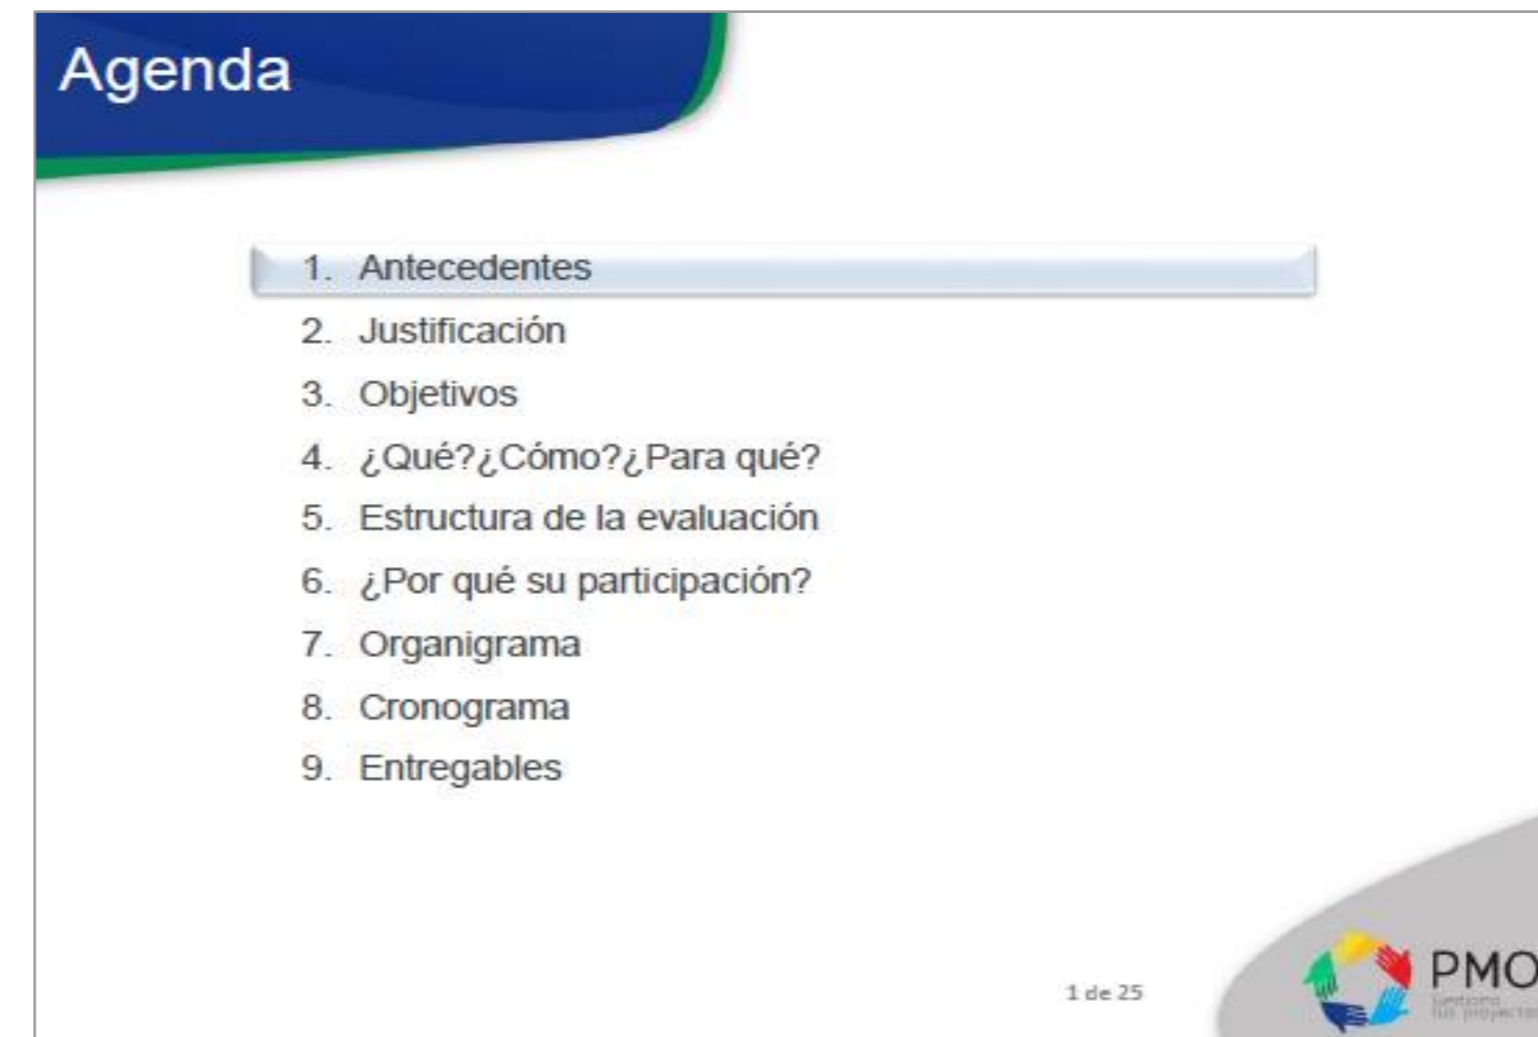 Agenda
1. Antecedentes
2. Justificación
3. Objetivos
4. ¿Qué?¿Cómo?¿Para qué?
5. Estructura de la evaluación
6. ¿Por qué su participación?
7. Organigrama
8. Cronograma
9. Entregables
1 de 25
PMO